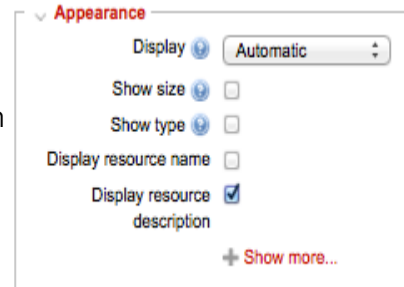 Appearance
Display Automatic
Show size
n
Show type
Display resource name
Display resource
description
Show more...